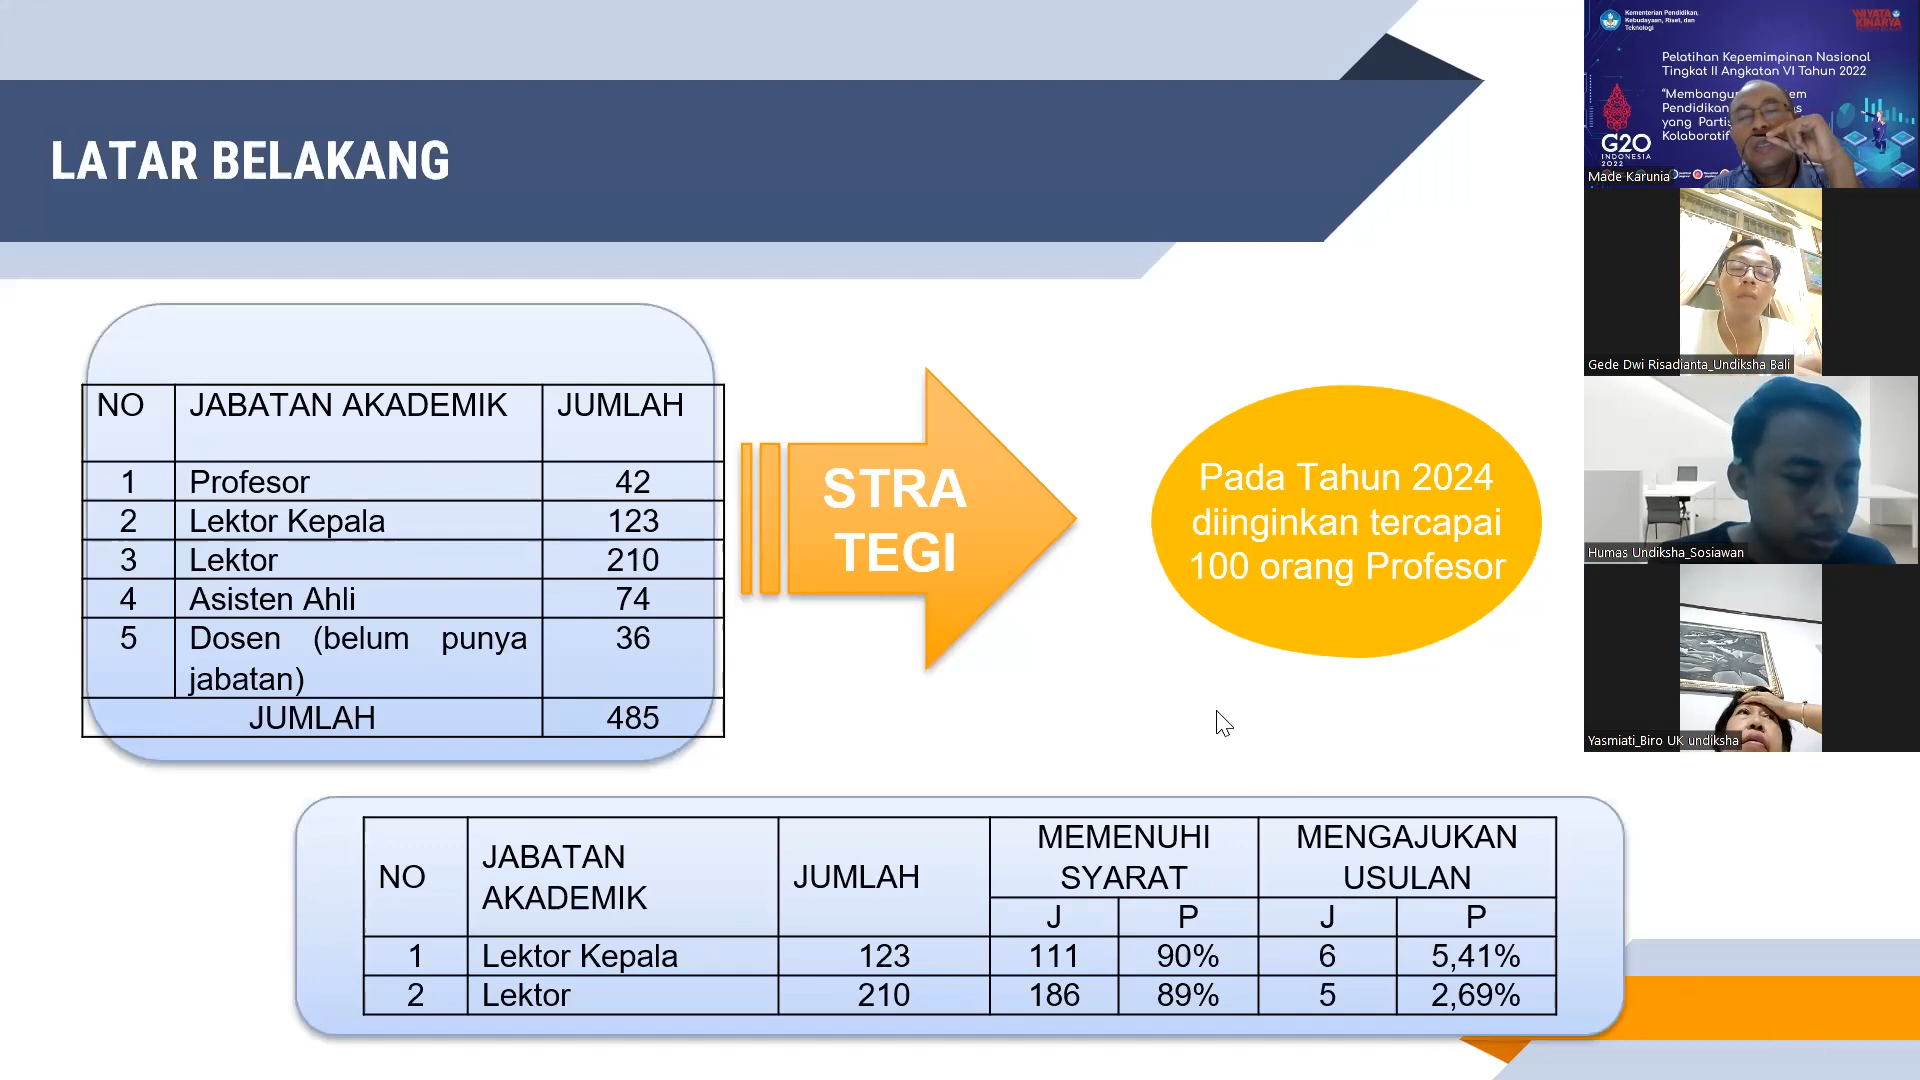 LATAR BELAKANG
NO JABATAN AKADEMIK JUMLAH
1 Profesor 42
2 Lektor Kepala 123
3 Lektor 210
4 Asisten Ahli 74
5 Dosen (belum punya 36
jabatan)
JUMLAH 485
STRA
TEGI
Pada Tahun 2024
diinginkan tercapai
100 orang Profesor
NO JABATAN AKADEMIK JUMLAH MEMENUHI SYARAT MENGAJUKAN USULAN
J P J P
1 Lektor Kepala 123 111 90% 6 5,41%
2 Lektor 210 186 89% 5 2,69%
Kementerian Pendidikan,
Kebudayaan, Riset, dan
Teknologi
WIYATA
KINARYA
Pelatihan Kepemimpinan Nasional
Tingkat II Angkatan VI Tahun 2022
"Membangun
Pendidikan
yang
Kolaboratif
G20
INDONESIA
2022
Made Karunia
Gede Dwi Risadianta_Undiksha Bali
Humas Undiksha_Sosiawan
Yasmiati_Biro UK undiksha